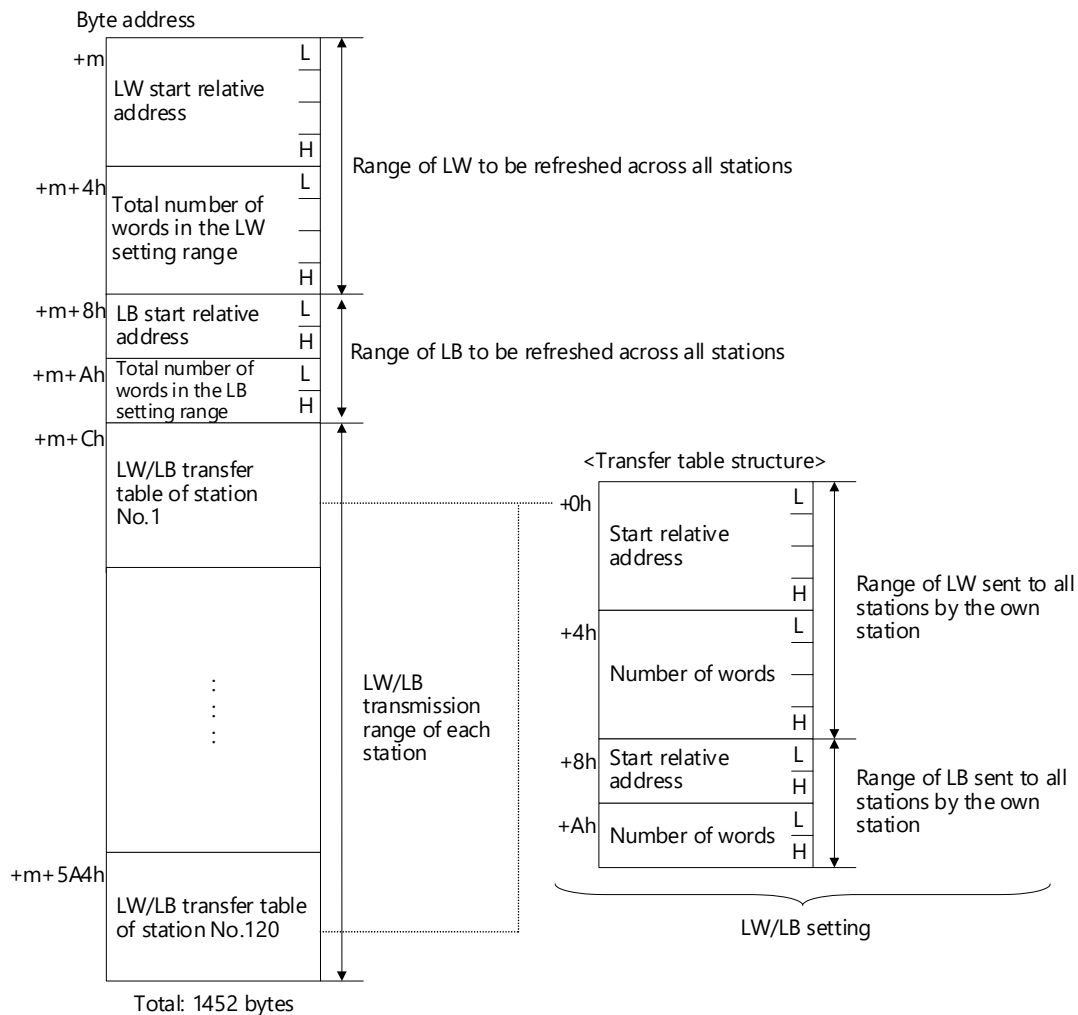 Byte address
+m
LW start relative
address
L
H
+m+4h
Total number of
words in the LW
setting range
L
H
Range of LW to be refreshed across all stations
+m+8h
LB start relative
address
L
H
+m+Ah
Total number of
words in the LB
setting range
L
H
Range of LB to be refreshed across all stations
+m+Ch
LW/LB transfer
table of station
No.1
LW/LB
transmission
range of each
station
+m+5A4h
LW/LB transfer table
of station No.120
Total: 1452 bytes
<Transfer table structure>
+0h
Start relative
address
L
H
+4h
Number of words
L
H
Range of LW sent to all
stations by the own
station
+8h
Start relative
address
L
H
+Ah
Number of words
L
H
Range of LB sent to all
stations by the own
station
LW/LB setting